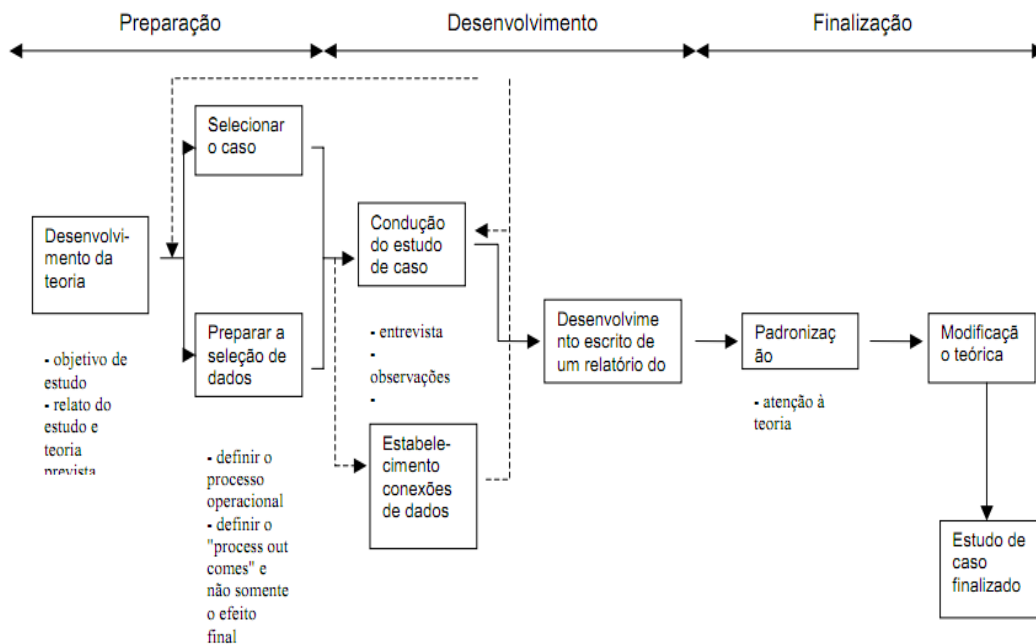 Preparação
Desenvolvimento
Finalização
Selecionar
o caso
Desenvolvi-
mento da
teoria
- objetivo de
estudo
- relato do
estudo e
teoria
prevista
Preparar a
seleção de
dados
- definir o
processo
operacional
- definir o
"process out
comes" e
não somente
o efeito
final
Condução
do estudo
de caso
- entrevista
-
observações
-
Estabele-
cimento
conexões
de dados
Desenvolvime
nto escrito de
um relatório do
Padronizaç
ão
- atenção à
teoria
Modificaçã
o teórica
Estudo de
caso
finalizado